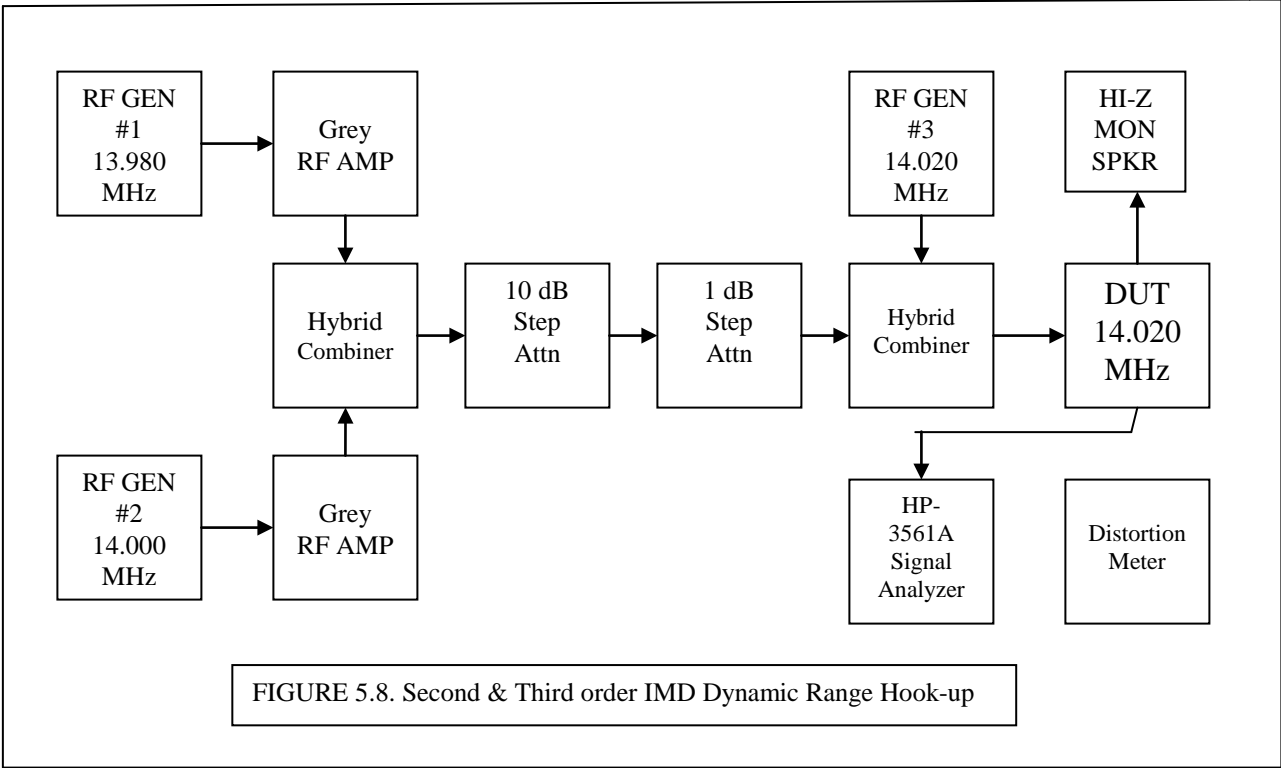 RF GEN
#1
13.980
MHz
Grey
RF AMP
RF GEN
#3
14.020
MHz
HI-Z
MON
SPKR
Hybrid
Combiner
10 dB
Step
Attn
1 dB
Step
Attn
Hybrid
Combiner
DUT
14.020
MHz
RF GEN
#2
14.000
MHz
Grey
RF AMP
HP-
3561A
Signal
Analyzer
Distortion
Meter
FIGURE 5.8. Second & Third order IMD Dynamic Range Hook-up